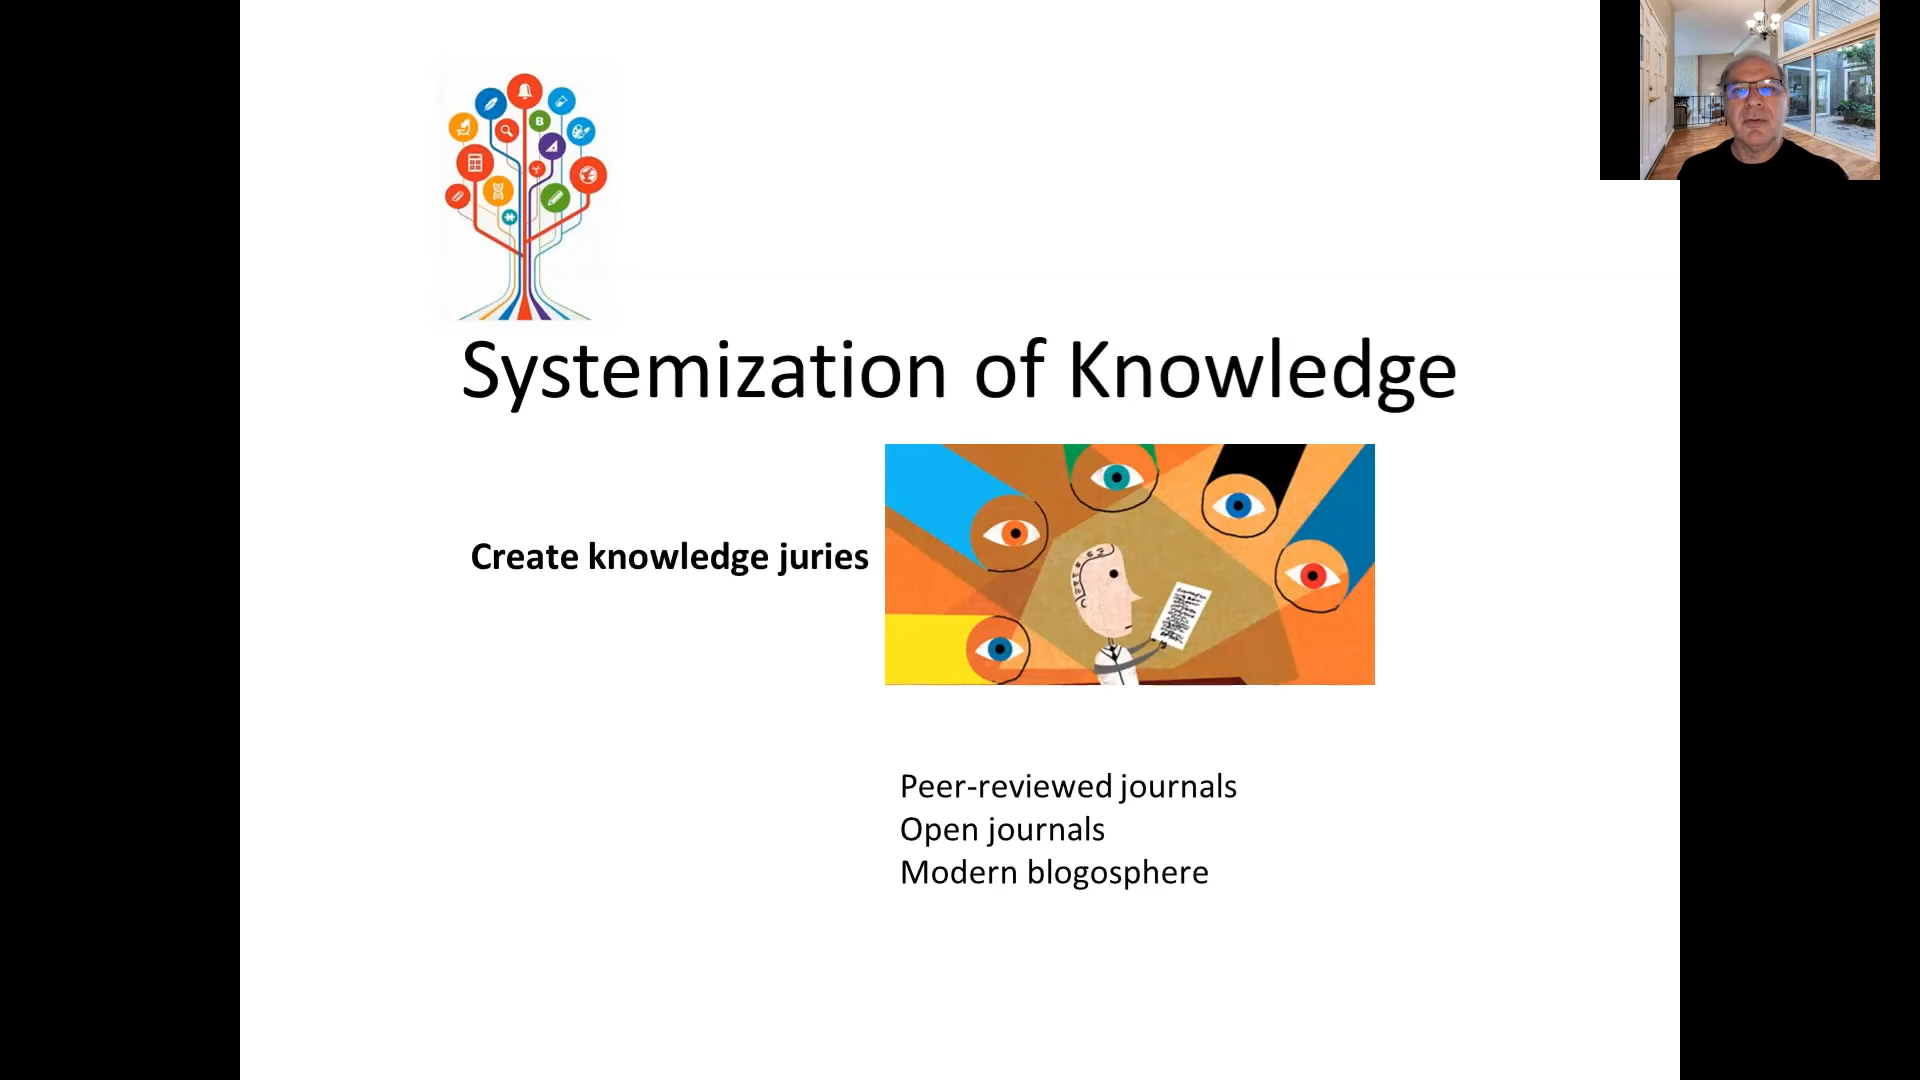 Systemization of Knowledge
Create knowledge juries
Peer-reviewed journals
Open journals
Modern blogosphere